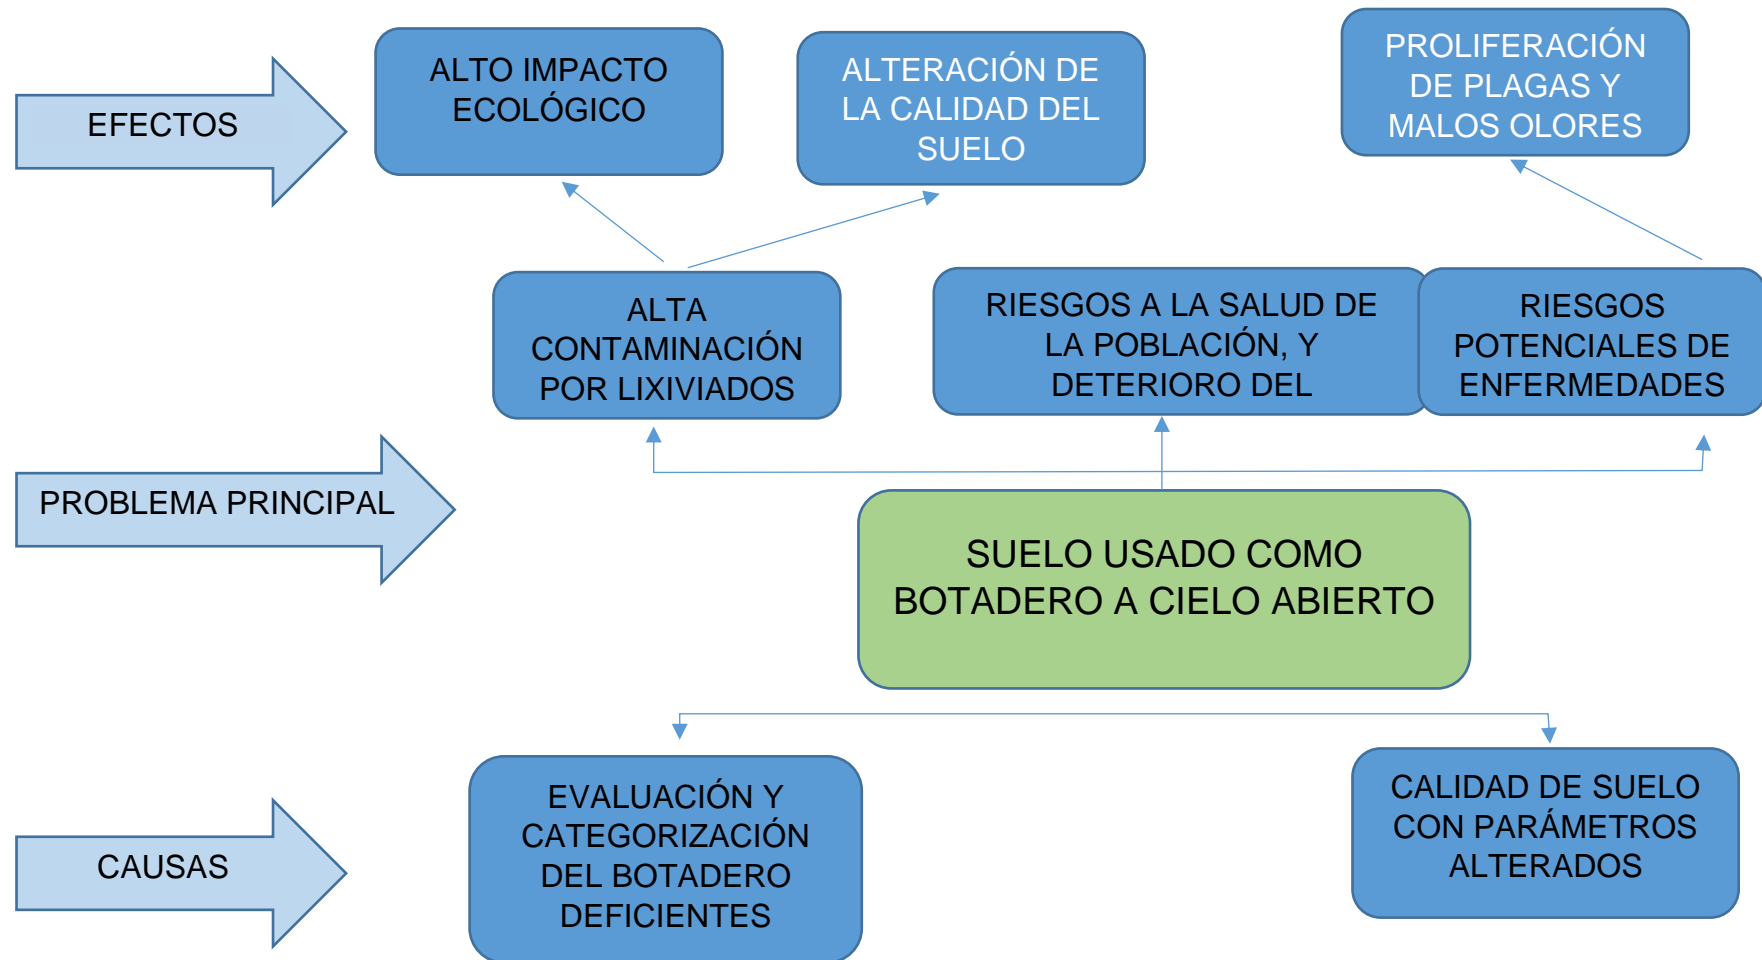 EFECTOS
ALTO IMPACTO
ECOLÓGICO
ALTERACIÓN DE
LA CALIDAD DEL
SUELO
PROLIFERACIÓN
DE PLAGAS Y
MALOS OLORES
ALTA
CONTAMINACIÓN
POR LIXIVIADOS
RIESGOS A LA SALUD DE
LA POBLACIÓN, Y
DETERIORO DEL
RIESGOS
POTENCIALES DE
ENFERMEDADES
PROBLEMA PRINCIPAL
SUELO USADO COMO
BOTADERO A CIELO ABIERTO
CAUSAS
EVALUACIÓN Y
CATEGORIZACIÓN
DEL BOTADERO
DEFICIENTES
CALIDAD DE SUELO
CON PARÁMETROS
ALTERADOS